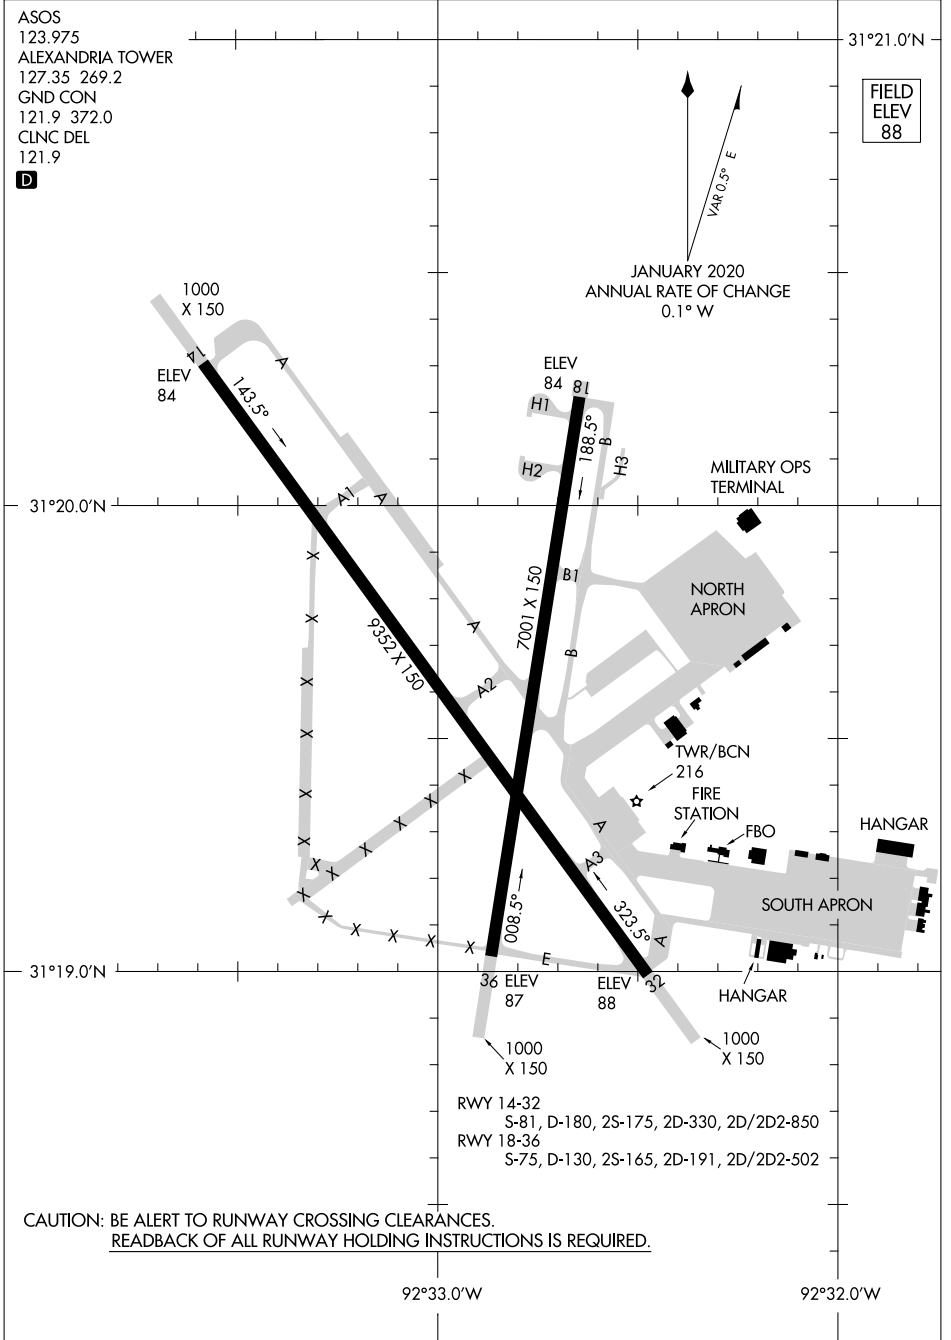 ASOS
123.975
ALEXANDRIA TOWER
127.35 269.2
GND CON
121.9 372.0
CLNC DEL
121.9
D
31°21.0'N
FIELD
ELEV
88
VAR 0.5° E
JANUARY 2020
ANNUAL RATE OF CHANGE
0.1° W
1000
X 150
14
ELEV
84
143.5°
A
ELEV
84
18
H1
188.5°
B
H2
H3
MILITARY OPS
TERMINAL
A1
A
31°20.0'N
X
B1
NORTH
APRON
7001 X 150
X
A
9352 X 150
B
X
A2
X
TWR/BCN
216
X
X
X
FIRE
STATION
X
X
A
FBO
HANGAR
X
X
X
X
A3
X
SOUTH APRON
X
008.5°
323.5°
X
X
X
X
A
E
31°19.0'N
36
ELEV
87
ELEV
88
32
HANGAR
1000
X 150
1000
X 150
RWY 14-32
S-81, D-180, 2S-175, 2D-330, 2D/2D2-850
RWY 18-36
S-75, D-130, 2S-165, 2D-191, 2D/2D2-502
CAUTION: BE ALERT TO RUNWAY CROSSING CLEARANCES.
READBACK OF ALL RUNWAY HOLDING INSTRUCTIONS IS REQUIRED.
92°33.0'W
92°32.0'W